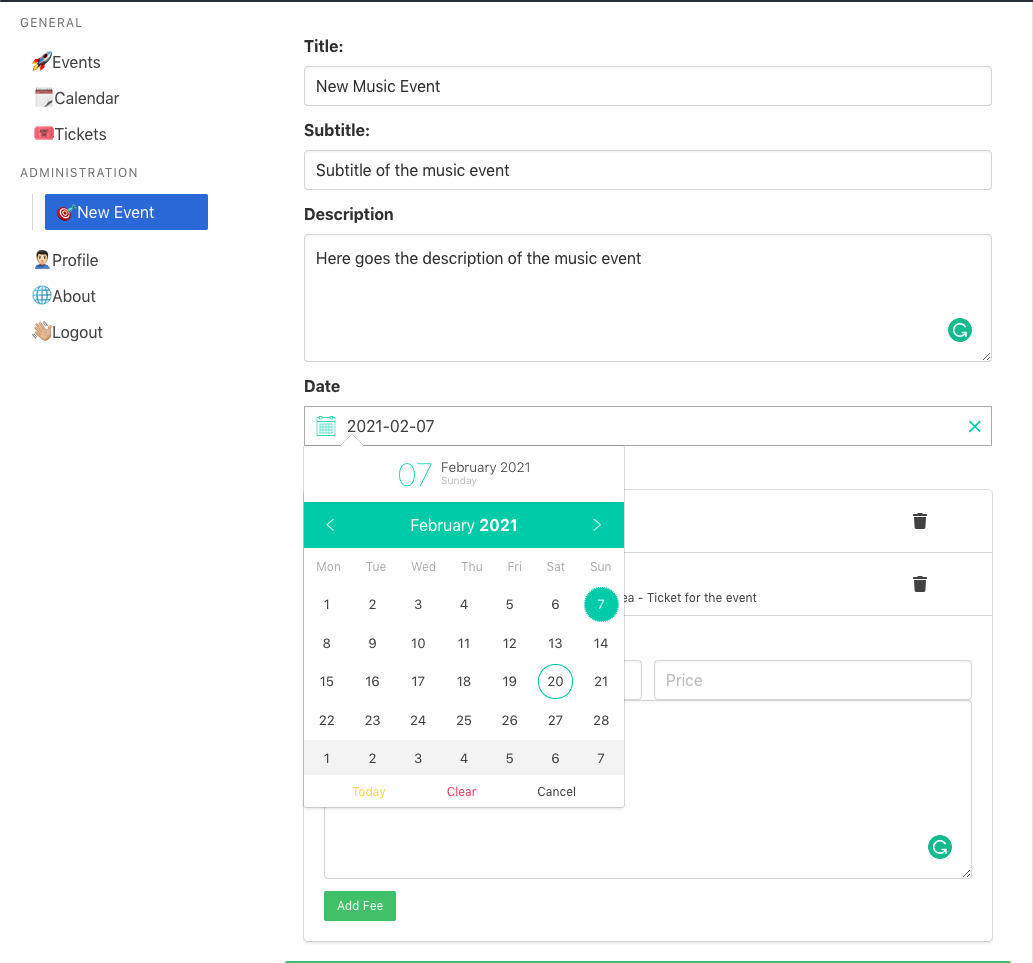 GENERAL
Events
Calendar
Tickets
ADMINISTRATION
New Event
Profile
About
Logout
Title:
New Music Event
Subtitle:
Subtitle of the music event
Description
Here goes the description of the music event
Date
2021-02-07
07 February 2021
Sunday
February 2021
Mon Tue Wed Thu Fri Sat Sun
1 2 3 4 5 6 7
8 9 10 11 12 13 14
15 16 17 18 19 20 21
22 23 24 25 26 27 28
1 2 3 4 5 6 7
Today Clear Cancel
ea - Ticket for the event
Price
Add Fee